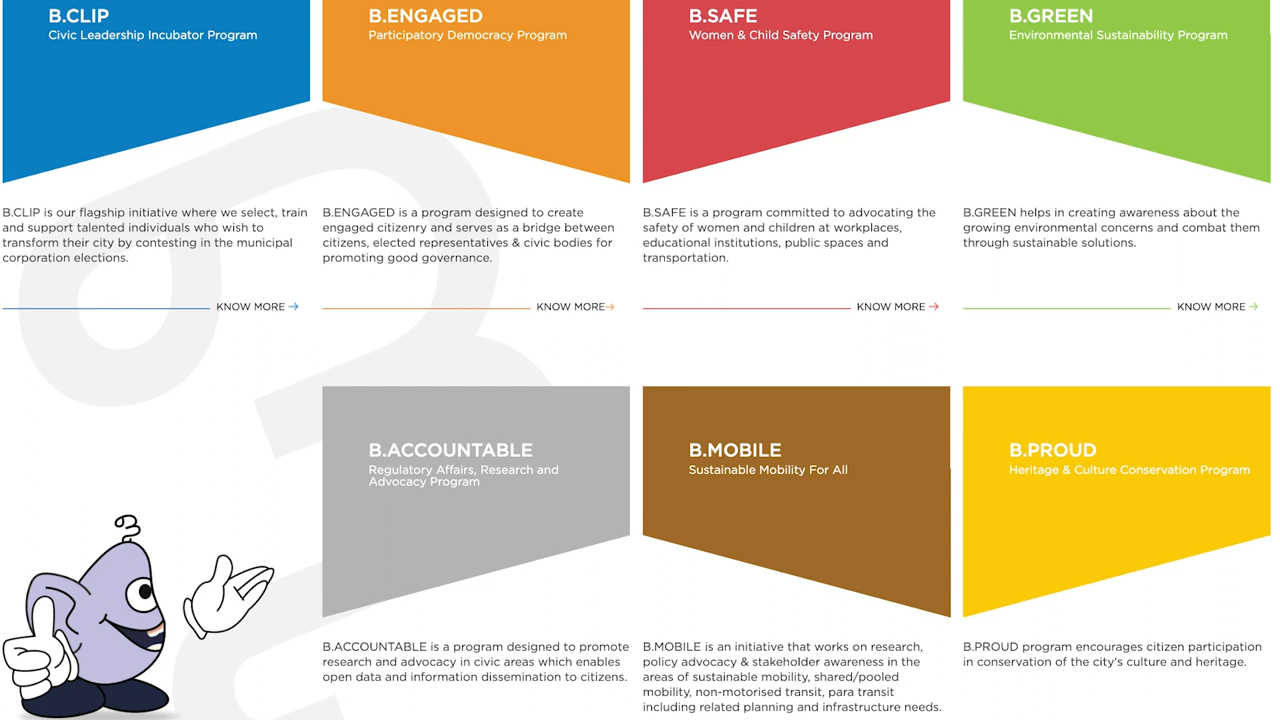 B.CLIP
Civic Leadership Incubator Program
B.CLIP is our flagship initiative where we select, train
and support talented individuals who wish to
transform their city by contesting in the municipal
corporation elections.
KNOW MORE →
B.ENGAGED
Participatory Democracy Program
B.ENGAGED is a program designed to create
engaged citizenry and serves as a bridge between
citizens, elected representatives & civic bodies for
promoting good governance.
KNOW MORE→
B.SAFE
Women & Child Safety Program
B.SAFE is a program committed to advocating the
safety of women and children at workplaces,
educational institutions, public spaces and
transportation.
KNOW MORE →
B.GREEN
Environmental Sustainability Program
B.GREEN helps in creating awareness about the
growing environmental concerns and combat them
through sustainable solutions.
KNOW MORE →
B.ACCOUNTABLE
Regulatory Affairs, Research and
Advocacy Program
B.ACCOUNTABLE is a program designed to promote
research and advocacy in civic areas which enables
open data and information dissemination to citizens.
B.MOBILE
Sustainable Mobility For All
B.MOBILE is an initiative that works on research,
policy advocacy & stakeholder awareness in the
areas of sustainable mobility, shared/pooled
mobility, non-motorised transit, para transit
including related planning and infrastructure needs.
B.PROUD
Heritage & Culture Conservation Program
B.PROUD program encourages citizen participation
in conservation of the city's culture and heritage.